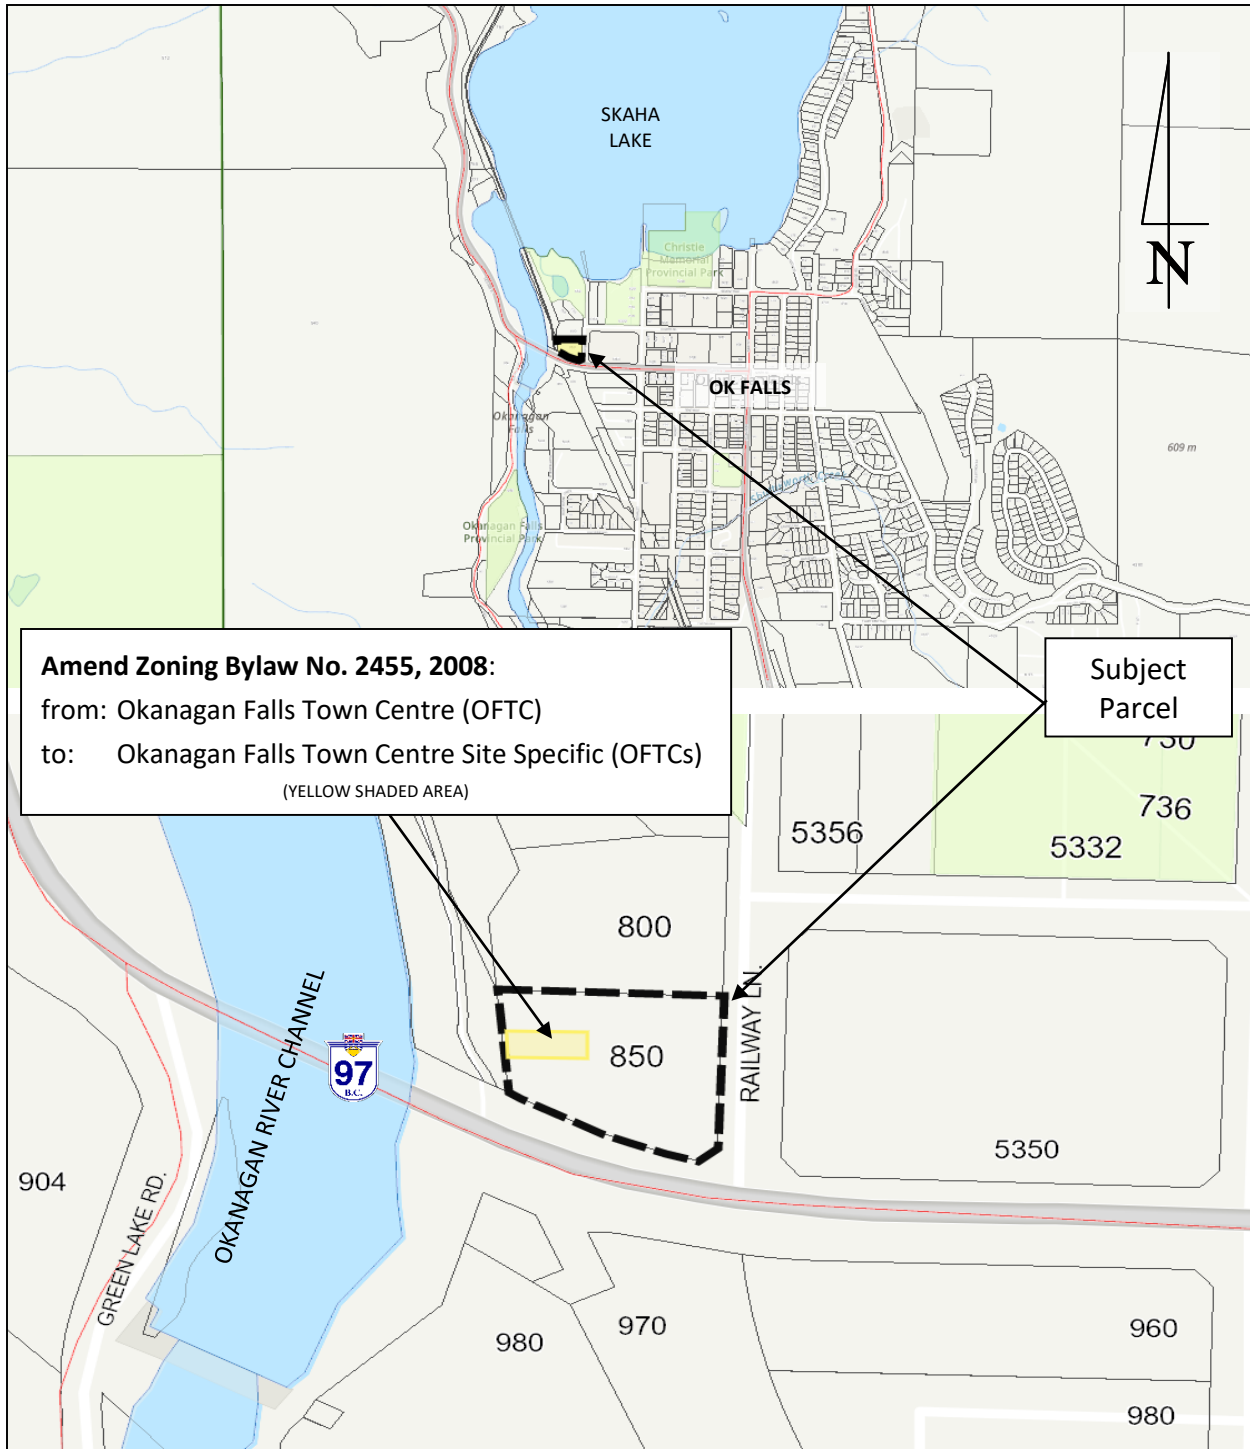 SKAHA
LAKE
Christie
Memorial
Provincial Park
N
OK FALLS
Okanagan
Falls
609 m
Okanagan Falls
Provincial Park
Amend Zoning Bylaw No. 2455, 2008:
from: Okanagan Falls Town Centre (OFTC)
to: Okanagan Falls Town Centre Site Specific (OFTCs)
(YELLOW SHADED AREA)
Subject
Parcel
730
736
5356
5332
800
RAILWAY LN.
850
OKANAGAN RIVER CHANNEL
97
B.C.
5350
904
GREEN LAKE RD.
980
970
960
980